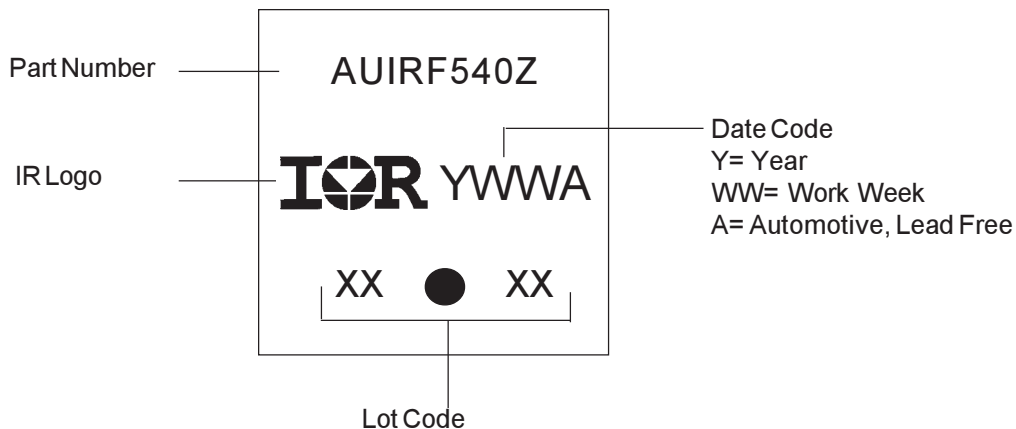 Part Number
AUIRF540Z
IR Logo
IOR YWWA
Date Code
Y= Year
WW= Work Week
A= Automotive, Lead Free
XX ● XX
Lot Code